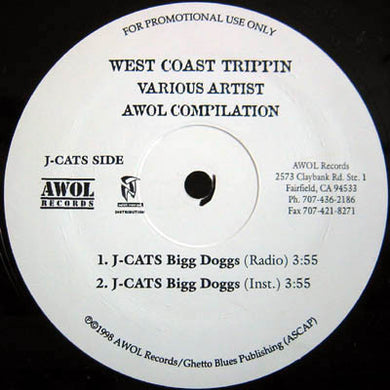 FOR PROMOTIONAL USE ONLY
WEST COAST TRIPPIN
VARIOUS ARTIST
AWOL COMPILATION
J-CATS SIDE
AWOL
RECORDS
DISTRIBUTION
AWOL Records
2573 Claybank Rd. Ste. 1
Fairfield, CA 94533
Ph. 707-436-2186
Fax 707-421-8271
1. J-CATS Bigg Doggs (Radio) 3:55
2. J-CATS Bigg Doggs (Inst.) 3:55
℗©1998 AWOL Records/Ghetto Blues Publishing (ASCAP)